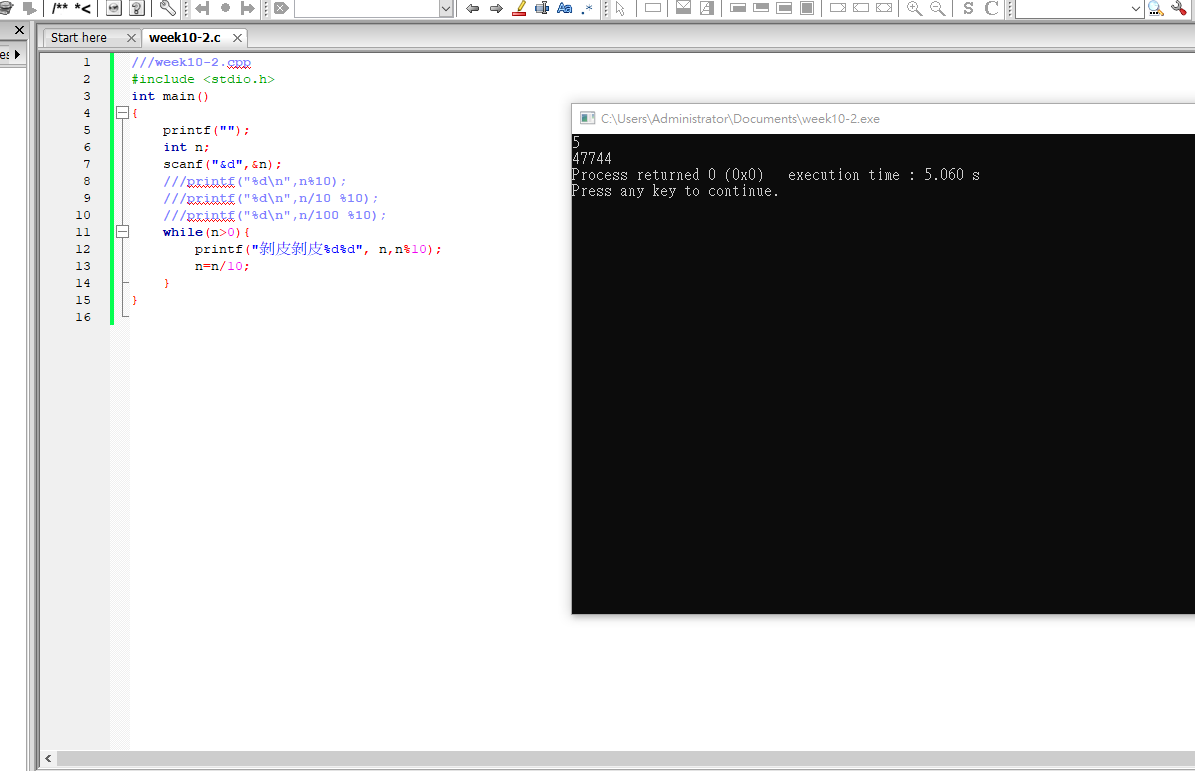 /** *<
S C
Start here
week10-2.c
es
1 ///week10-2.cpp
2 #include <stdio.h>
3 int main()
4 {
5 printf("");
6 int n;
7 scanf("&d",&n);
8 ///printf("%d\n",n%10);
9 ///printf("%d\n",n/10 %10);
10 ///printf("%d\n",n/100 %10);
11 while(n>0){
12 printf("剝皮剝皮%d%d", n,n%10);
13 n=n/10;
14 }
15 }
16
C:\Users\Administrator\Documents\week10-2.exe
5
47744
Process returned 0 (0x0) execution time : 5.060 s
Press any key to continue.